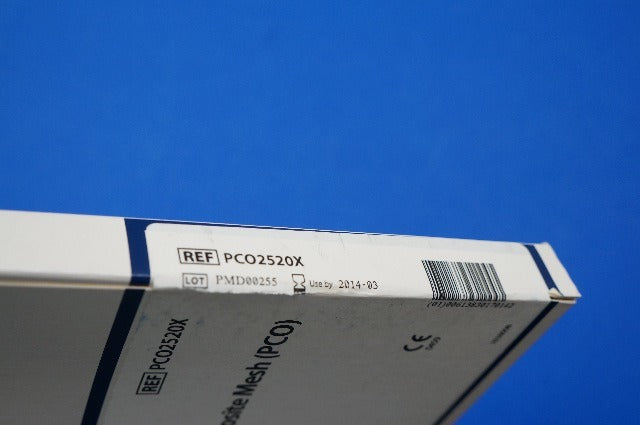 REF PCO2520X
LOT PMD00255 Use by 2014-03
REF PCO2520X
Mesh (PCO)
CE